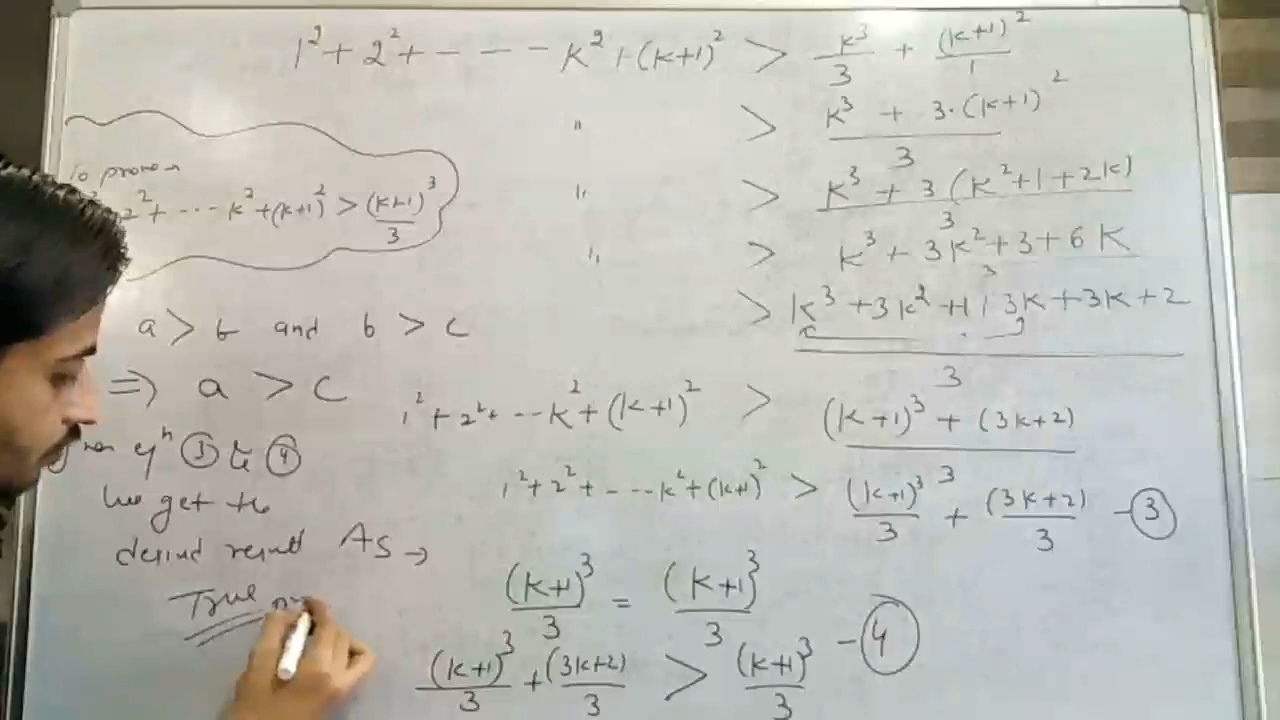 1² + 2² + - - - k² + (k+1)² > k³/3 + (k+1)²/1
" > k³ + 3·(k+1)² / 3
" > k³ + 3(k²+1+2k) / 3
" > k³ + 3k² + 3 + 6k / 3
> k³ + 3k² + 1 + 3k + 3k + 2 / 3
To prove →
2² + ··· k² + (k+1)² > (k+1)³/3
a > b and b > c
⇒ a > c
eqⁿ ③ & ④
we get the
desired result As →
True
1² + 2² + - - k² + (k+1)² > (k+1)³ + (3k+2) / 3
1² + 2² + - - - k² + (k+1)² > (k+1)³/3 + (3k+2)/3 - ③
(k+1)³/3 = (k+1)³/3
(k+1)³/3 + (3k+2)/3 > (k+1)³/3 - ④